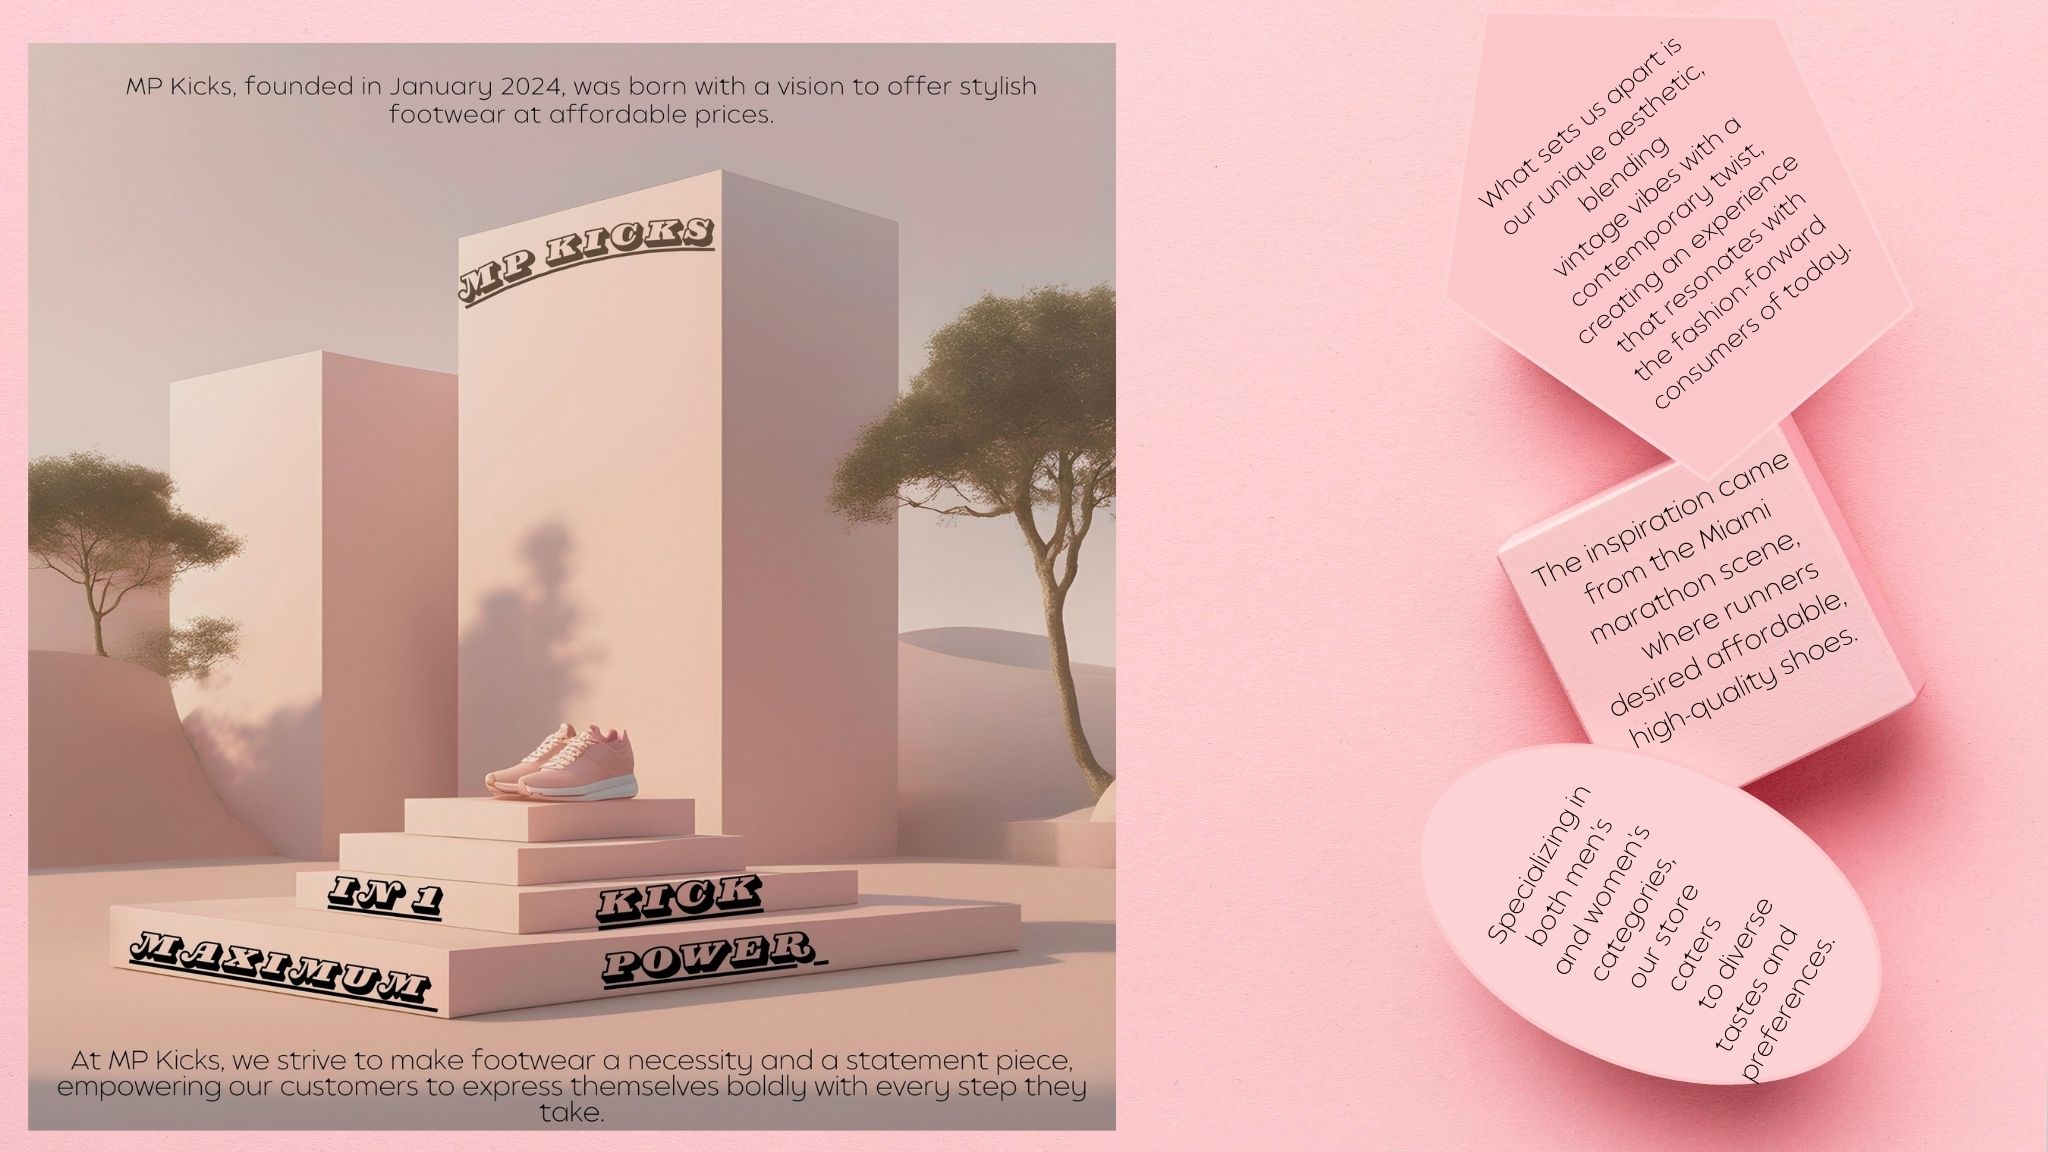 MP Kicks, founded in January 2024, was born with a vision to offer stylish
footwear at affordable prices.
MP KICKS
IN 1 KICK
MAXIMUM POWER_
At MP Kicks, we strive to make footwear a necessity and a statement piece,
empowering our customers to express themselves boldly with every step they
take.
What sets us apart is
our unique aesthetic,
blending
vintage vibes with a
contemporary twist,
creating an experience
that resonates with
the fashion-forward
consumers of today.
The inspiration came
from the Miami
marathon scene,
where runners
desired affordable,
high-quality shoes.
Specializing in
both men's
and women's
categories,
our store
caters
to diverse
tastes and
preferences.